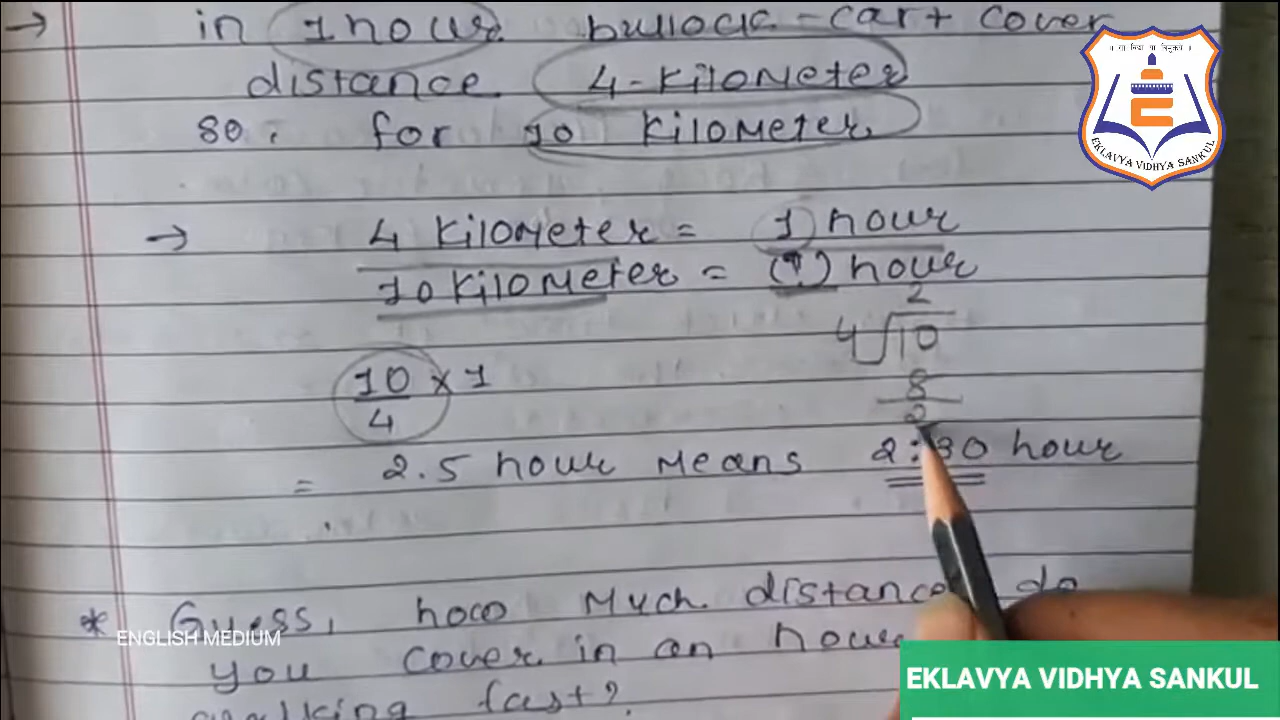 → in 1 hour bullock-cart cover
distance 4-Kilometer
so, for 10 Kilometer
→ 4 Kilometer = 1 hour
10 Kilometer = (?) hour
2
4 10
8
2
10 x 1
4
= 2.5 hour means 2:30 hour
* Guess, how much distance do
you cover in an hour
walking fast?
ENGLISH MEDIUM
EKLAVYA VIDHYA SANKUL
EKLAVYA VIDHYA SANKUL